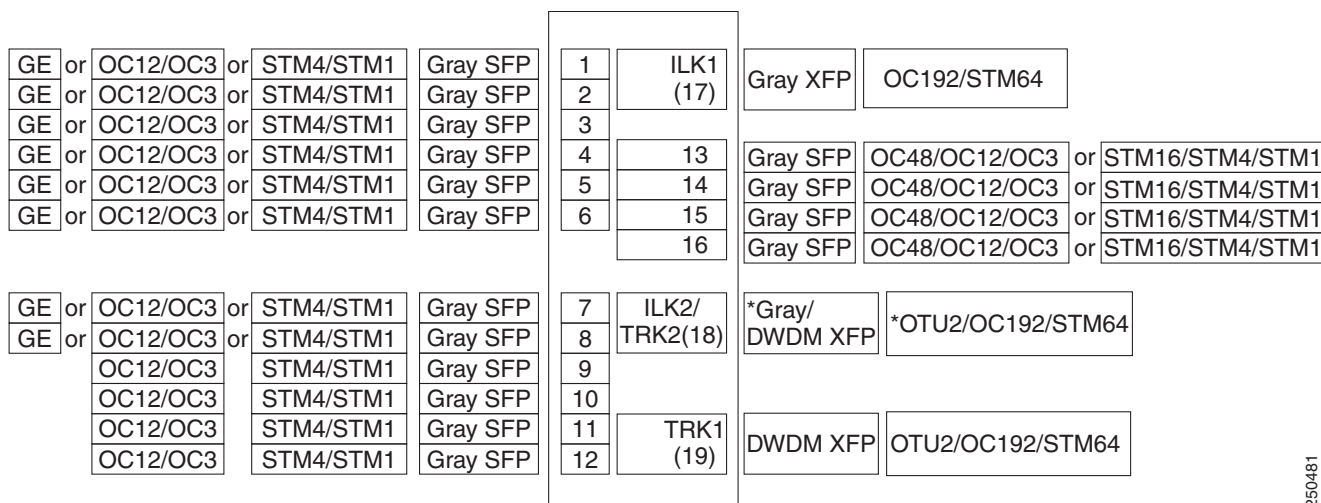 GE or OC12/OC3 or STM4/STM1 Gray SFP 1 ILK1 (17) Gray XFP OC192/STM64
GE or OC12/OC3 or STM4/STM1 Gray SFP 2
GE or OC12/OC3 or STM4/STM1 Gray SFP 3
GE or OC12/OC3 or STM4/STM1 Gray SFP 4 13 Gray SFP OC48/OC12/OC3 or STM16/STM4/STM1
GE or OC12/OC3 or STM4/STM1 Gray SFP 5 14 Gray SFP OC48/OC12/OC3 or STM16/STM4/STM1
GE or OC12/OC3 or STM4/STM1 Gray SFP 6 15 Gray SFP OC48/OC12/OC3 or STM16/STM4/STM1
16 Gray SFP OC48/OC12/OC3 or STM16/STM4/STM1
GE or OC12/OC3 or STM4/STM1 Gray SFP 7 ILK2/ *Gray/ *OTU2/OC192/STM64
GE or OC12/OC3 or STM4/STM1 Gray SFP 8 TRK2(18) DWDM XFP
OC12/OC3 STM4/STM1 Gray SFP 9
OC12/OC3 STM4/STM1 Gray SFP 10
OC12/OC3 STM4/STM1 Gray SFP 11 TRK1 (19) DWDM XFP OTU2/OC192/STM64
OC12/OC3 STM4/STM1 Gray SFP 12
250481